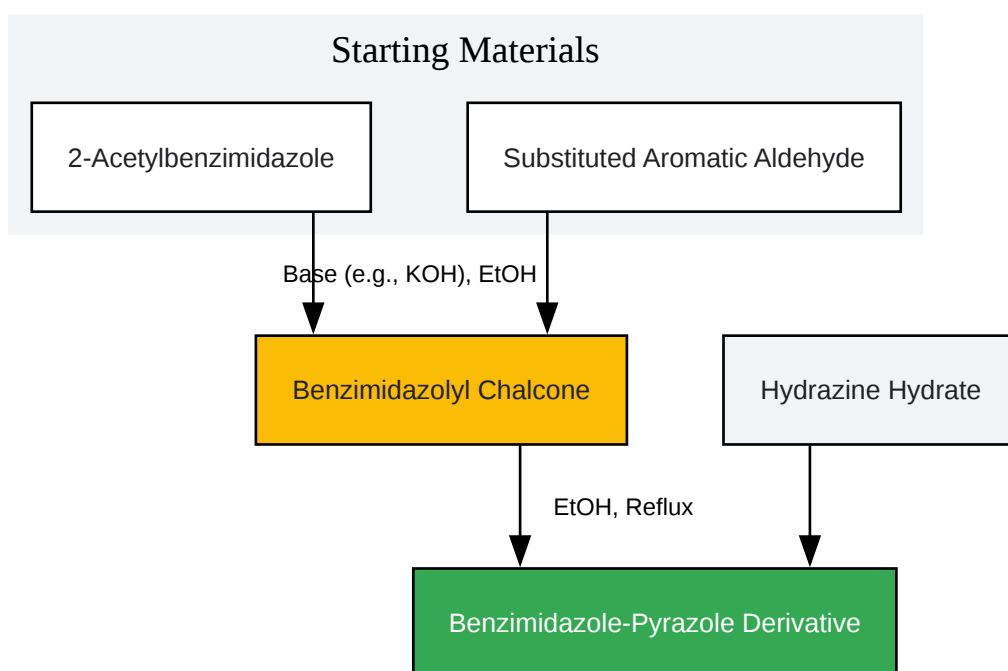 Starting Materials
2-Acetylbenzimidazole
Substituted Aromatic Aldehyde
Base (e.g., KOH), EtOH
Benzimidazolyl Chalcone
Hydrazine Hydrate
EtOH, Reflux
Benzimidazole-Pyrazole Derivative